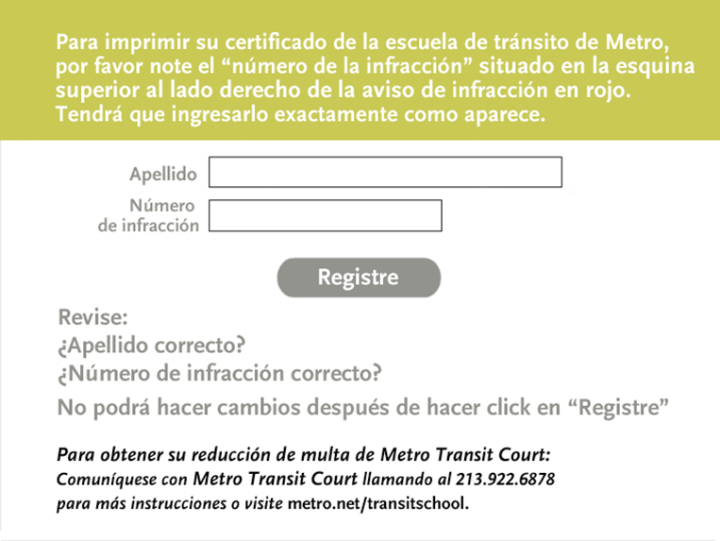 Para imprimir su certificado de la escuela de tránsito de Metro,
por favor note el “número de la infracción” situado en la esquina
superior al lado derecho de la aviso de infracción en rojo.
Tendrá que ingresarlo exactamente como aparece.
Apellido
Número
de infracción
Registre
Revise:
¿Apellido correcto?
¿Número de infracción correcto?
No podrá hacer cambios después de hacer click en “Registre”
Para obtener su reducción de multa de Metro Transit Court:
Comuníquese con Metro Transit Court llamando al 213.922.6878
para más instrucciones o visite metro.net/transitschool.